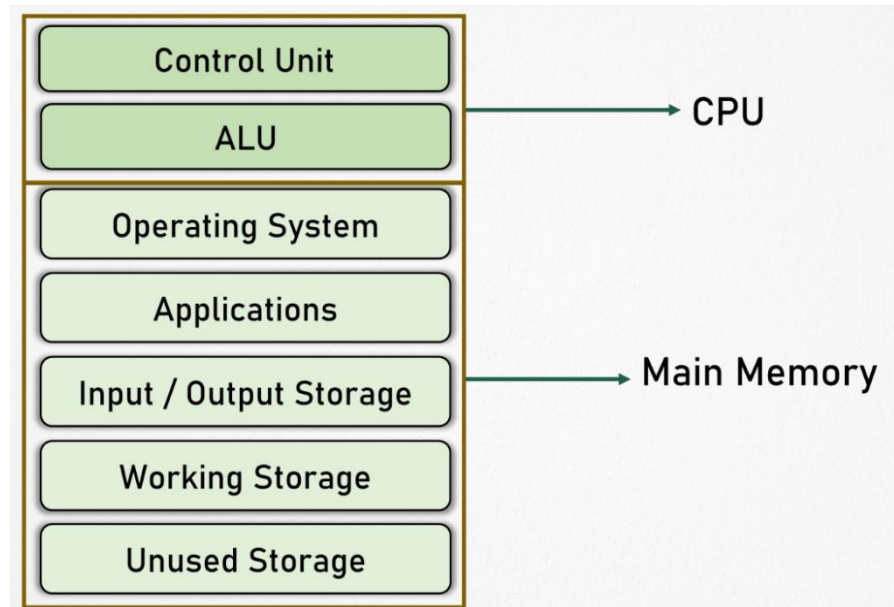 Control Unit
ALU
CPU
Operating System
Applications
Input / Output Storage
Main Memory
Working Storage
Unused Storage